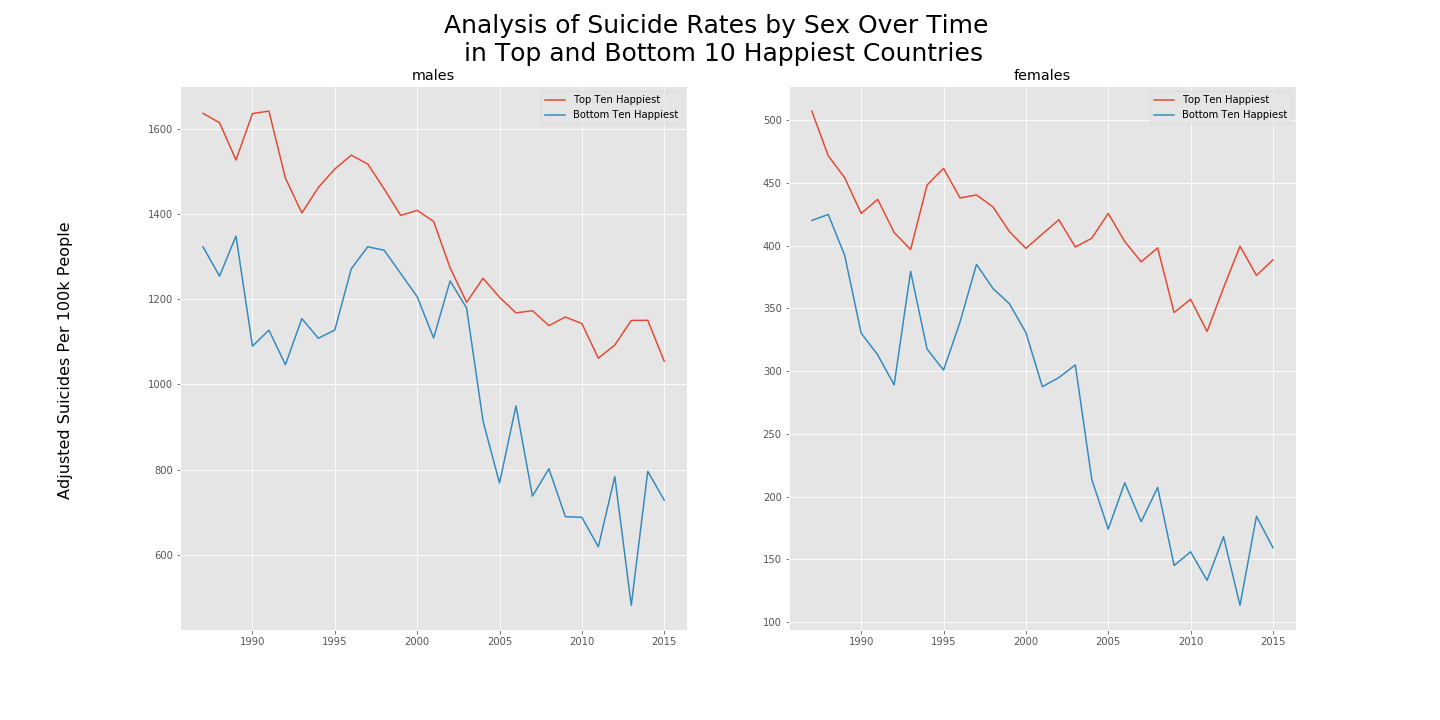 Analysis of Suicide Rates by Sex Over Time
in Top and Bottom 10 Happiest Countries
Adjusted Suicides Per 100k People
males
Top Ten Happiest
Bottom Ten Happiest
1600
1400
1200
1000
800
600
1990 1995 2000 2005 2010 2015
females
Top Ten Happiest
Bottom Ten Happiest
500
450
400
350
300
250
200
150
100
1990 1995 2000 2005 2010 2015